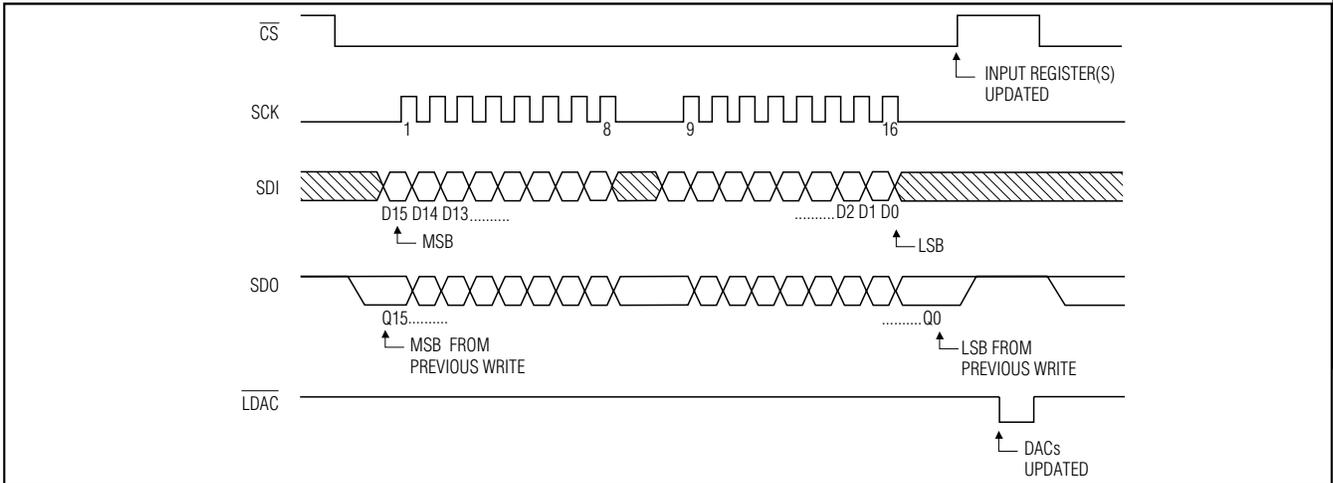 CS
INPUT REGISTER(S)
UPDATED
SCK
1 8 9 16
SDI
D15 D14 D13.......... ..........D2 D1 D0
MSB LSB
SDO
Q15.......... ..........Q0
MSB FROM
PREVIOUS WRITE
LSB FROM
PREVIOUS WRITE
LDAC
DACs
UPDATED